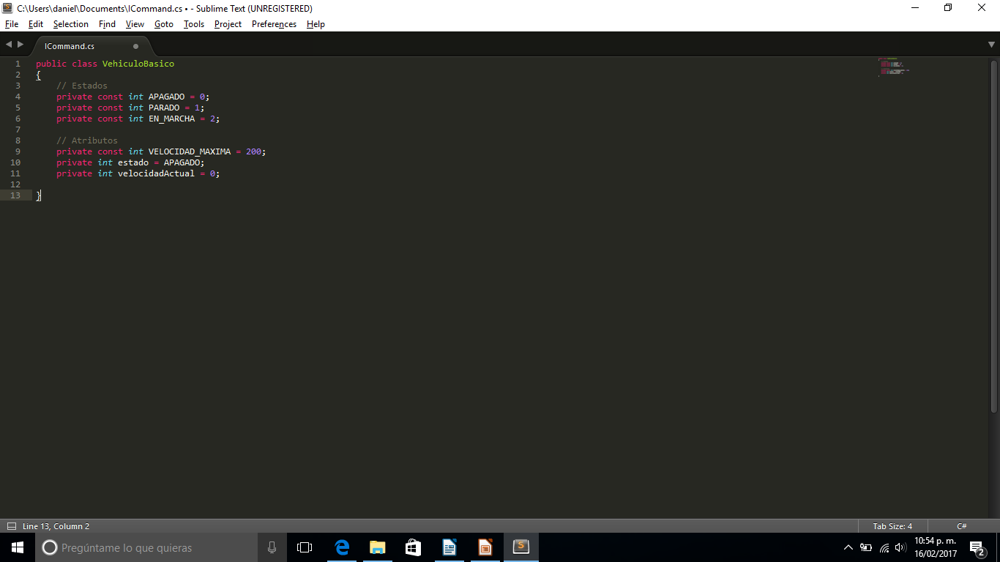 C:\Users\daniel\Documents\ICommand.cs • - Sublime Text (UNREGISTERED)
File Edit Selection Find View Goto Tools Project Preferences Help
ICommand.cs
1 public class VehiculoBasico
2 {
3 // Estados
4 private const int APAGADO = 0;
5 private const int PARADO = 1;
6 private const int EN_MARCHA = 2;
7
8 // Atributos
9 private const int VELOCIDAD_MAXIMA = 200;
10 private int estado = APAGADO;
11 private int velocidadActual = 0;
12
13 }
Line 13, Column 2 Tab Size: 4 C#
Pregúntame lo que quieras
10:54 p. m.
16/02/2017
2